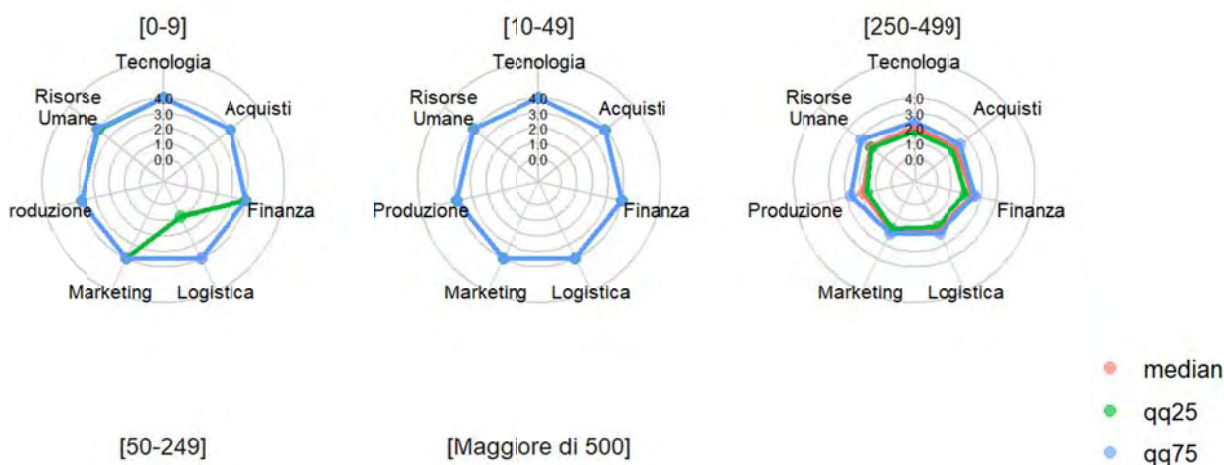 [0-9]
Tecnologia
Risorse
Umane
Acquisti
4.0
3.0
2.0
1.0
0.0
roduzione
Finanza
Marketing
Logistica
[10-49]
Tecnologia
Risorse
Umane
Acquisti
4.0
3.0
2.0
1.0
0.0
Produzione
Finanza
Marketing
Logistica
[250-499]
Tecnologia
Risorse
Umane
Acquisti
4.0
3.0
2.0
1.0
0.0
Produzione
Finanza
Marketing
Logistica
median
qq25
qq75
[50-249]
[Maggiore di 500]